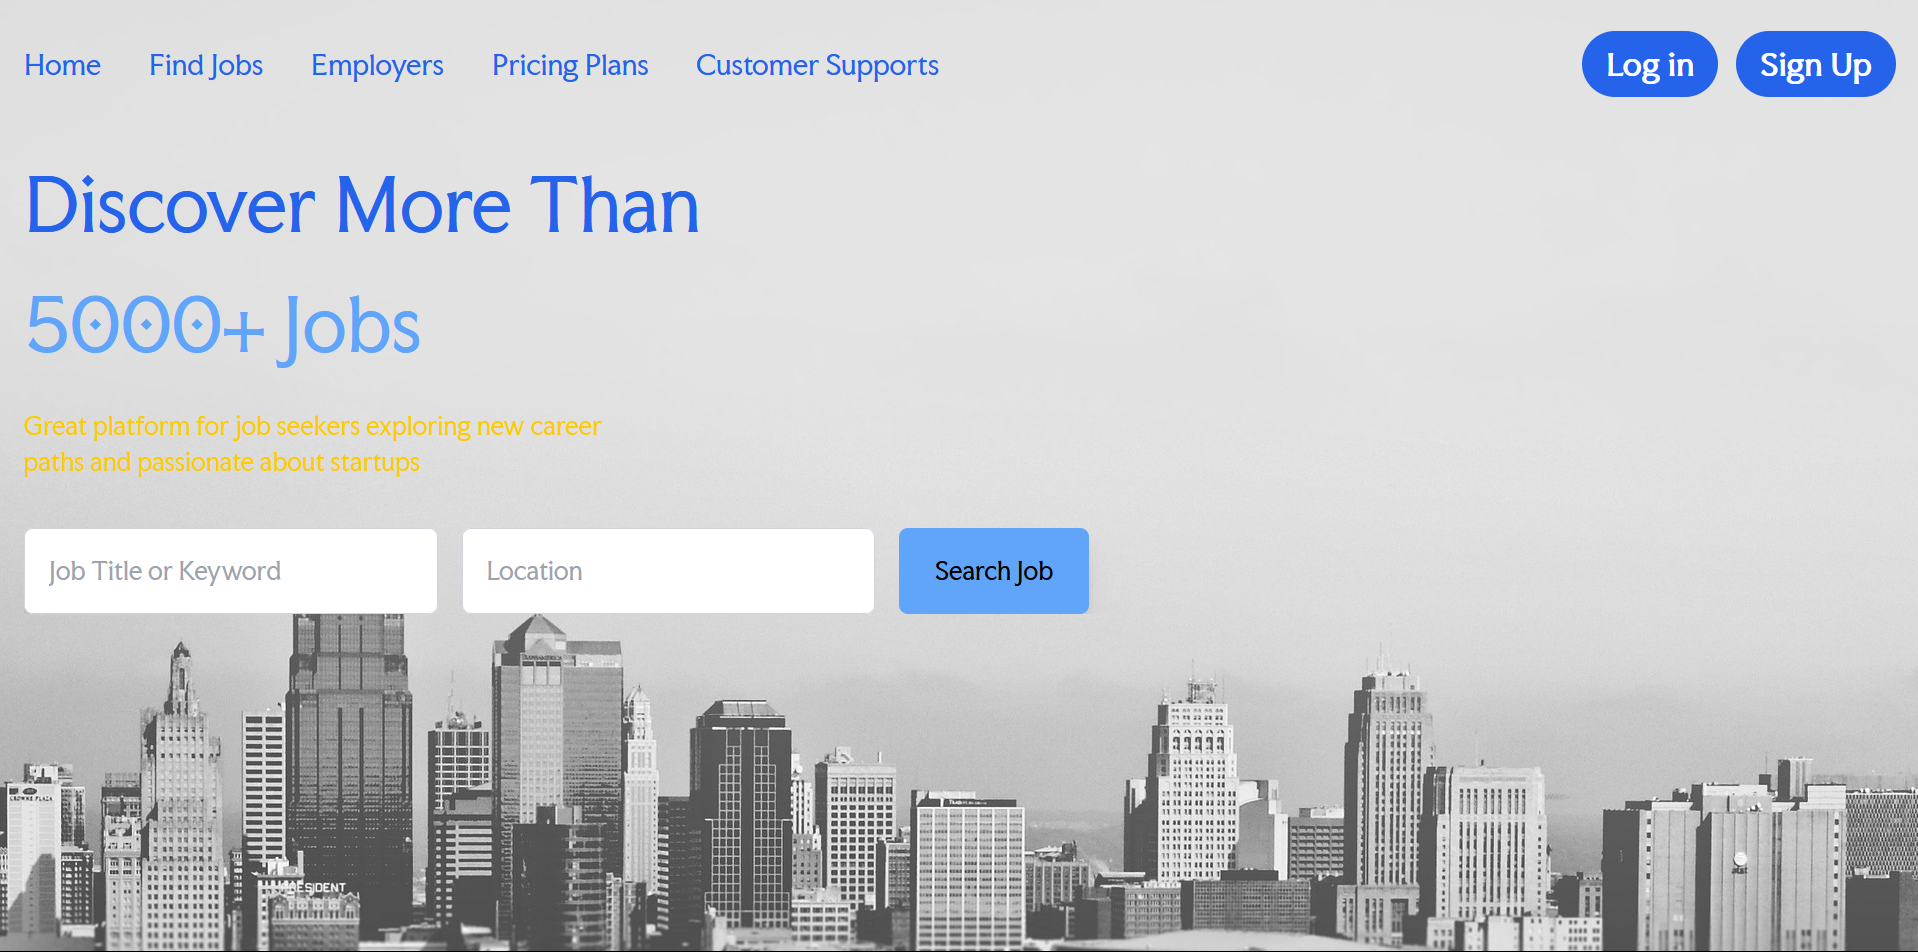 Home Find Jobs Employers Pricing Plans Customer Supports Log in Sign Up
Discover More Than
5000+ Jobs
Great platform for job seekers exploring new career
paths and passionate about startups
Job Title or Keyword Location Search Job
TRANSAMERICA
CROWNE PLAZA